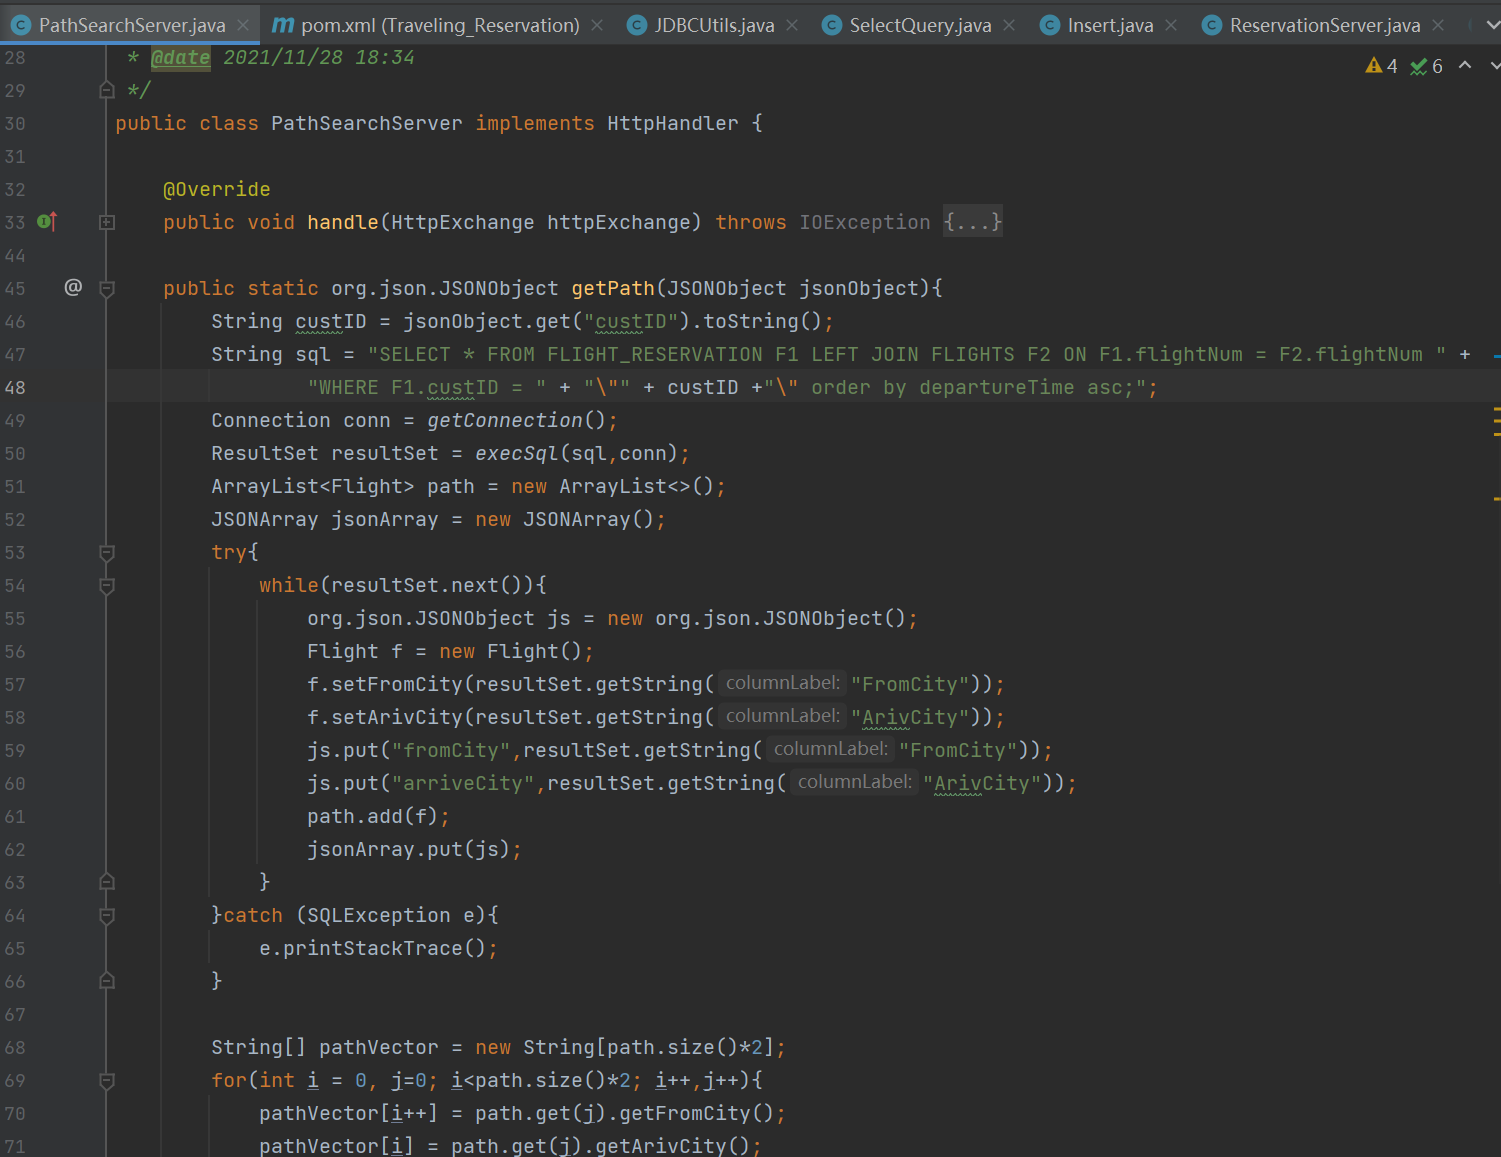 PathSearchServer.java pom.xml (Traveling_Reservation) JDBCUtils.java SelectQuery.java Insert.java ReservationServer.java
28 * @date 2021/11/28 18:34
4 6
29 */
30 public class PathSearchServer implements HttpHandler {
31
32 @Override
33 public void handle(HttpExchange httpExchange) throws IOException {...}
44
45 @ public static org.json.JSONObject getPath(JSONObject jsonObject){
46 String custID = jsonObject.get("custID").toString();
47 String sql = "SELECT * FROM FLIGHT_RESERVATION F1 LEFT JOIN FLIGHTS F2 ON F1.flightNum = F2.flightNum " +
48 "WHERE F1.custID = " + "\"" + custID +"\" order by departureTime asc;";
49 Connection conn = getConnection();
50 ResultSet resultSet = execSql(sql,conn);
51 ArrayList<Flight> path = new ArrayList<>();
52 JSONArray jsonArray = new JSONArray();
53 try{
54 while(resultSet.next()){
55 org.json.JSONObject js = new org.json.JSONObject();
56 Flight f = new Flight();
57 f.setFromCity(resultSet.getString( columnLabel: "FromCity"));
58 f.setArivCity(resultSet.getString( columnLabel: "ArivCity"));
59 js.put("fromCity",resultSet.getString( columnLabel: "FromCity"));
60 js.put("arriveCity",resultSet.getString( columnLabel: "ArivCity"));
61 path.add(f);
62 jsonArray.put(js);
63 }
64 }catch (SQLException e){
65 e.printStackTrace();
66 }
67
68 String[] pathVector = new String[path.size()*2];
69 for(int i = 0, j=0; i<path.size()*2; i++,j++){
70 pathVector[i++] = path.get(j).getFromCity();
71 pathVector[i] = path.get(j).getArivCity();